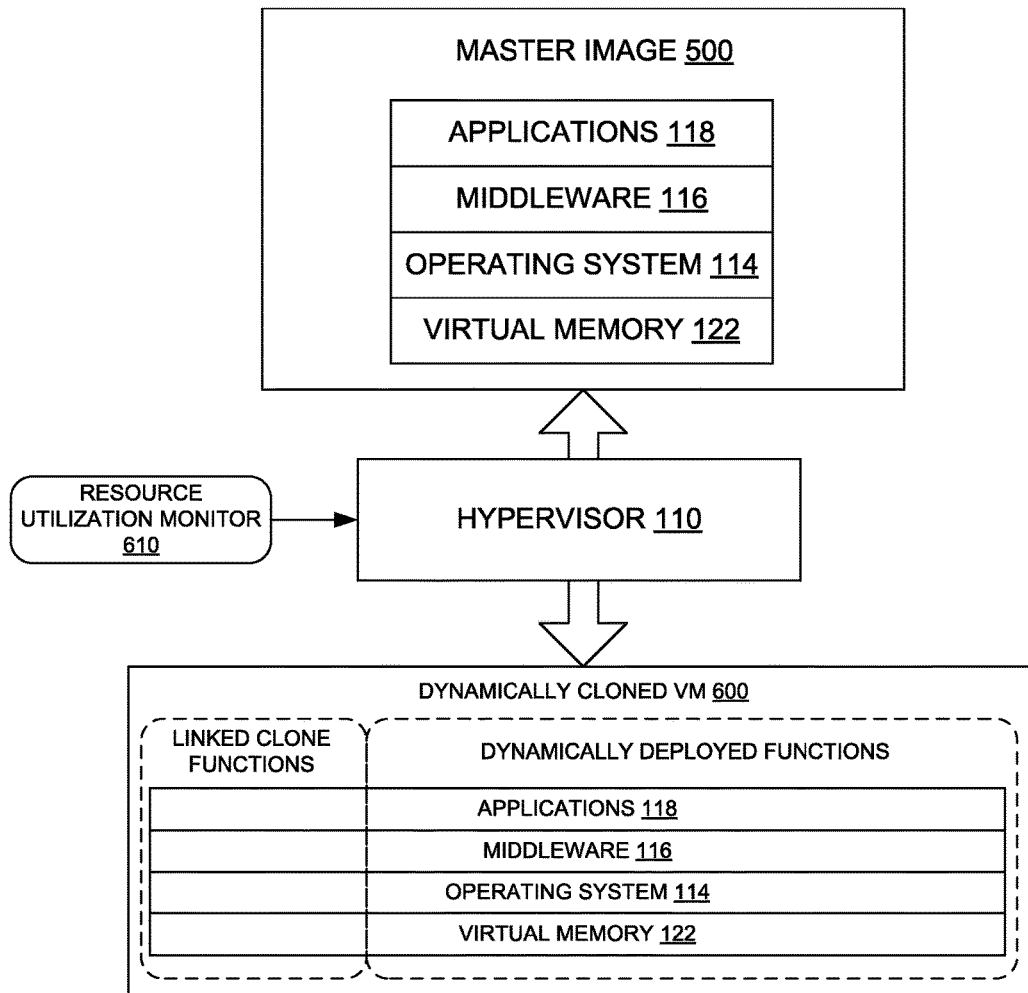 MASTER IMAGE 500
APPLICATIONS 118
MIDDLEWARE 116
OPERATING SYSTEM 114
VIRTUAL MEMORY 122
RESOURCE
UTILIZATION MONITOR
610
HYPERVISOR 110
DYNAMICALLY CLONED VM 600
LINKED CLONE
FUNCTIONS
DYNAMICALLY DEPLOYED FUNCTIONS
APPLICATIONS 118
MIDDLEWARE 116
OPERATING SYSTEM 114
VIRTUAL MEMORY 122